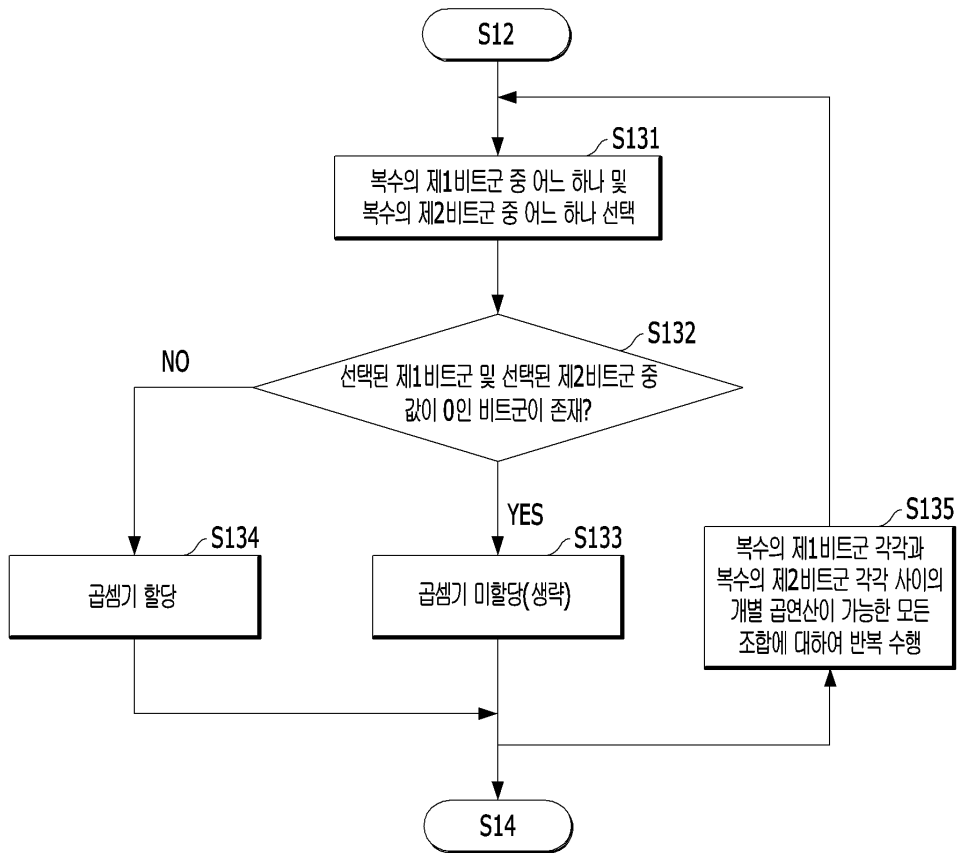 S12
S131
복수의 제1비트군 중 어느 하나 및
복수의 제2비트군 중 어느 하나 선택
S132
NO
선택된 제1비트군 및 선택된 제2비트군 중
값이 0인 비트군이 존재?
YES
S134
곱셈기 할당
S133
곱셈기 미할당(생략)
S135
복수의 제1비트군 각각과
복수의 제2비트군 각각 사이의
개별 곱연산이 가능한 모든
조합에 대하여 반복 수행
S14